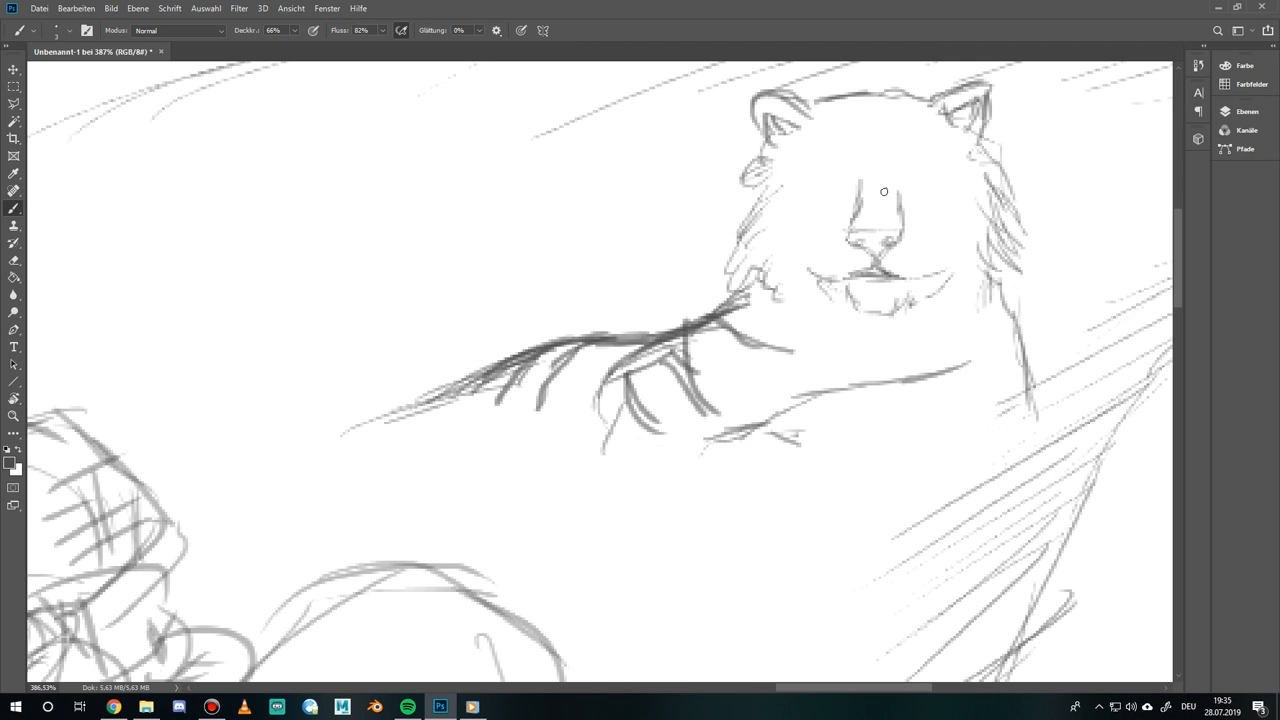 Ps Datei Bearbeiten Bild Ebene Schrift Auswahl Filter 3D Ansicht Fenster Hilfe
3 Modus: Normal Deckkr.: 66% Fluss: 82% Glättung: 0%
Unbenannt-1 bei 387% (RGB/8#) * ×
Farbe
Farbfelder
Ebenen
Kanäle
Pfade
386,53% Dok: 5,63 MB/5,63 MB
19:35
DEU
28.07.2019